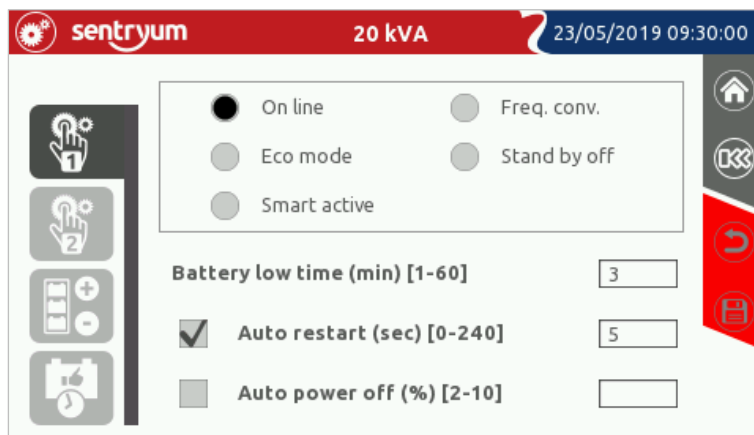 sentryum 20 kVA 23/05/2019 09:30:00
On line Freq. conv.
Eco mode Stand by off
Smart active
1
2
Battery low time (min) [1-60] 3
Auto restart (sec) [0-240] 5
Auto power off (%) [2-10]